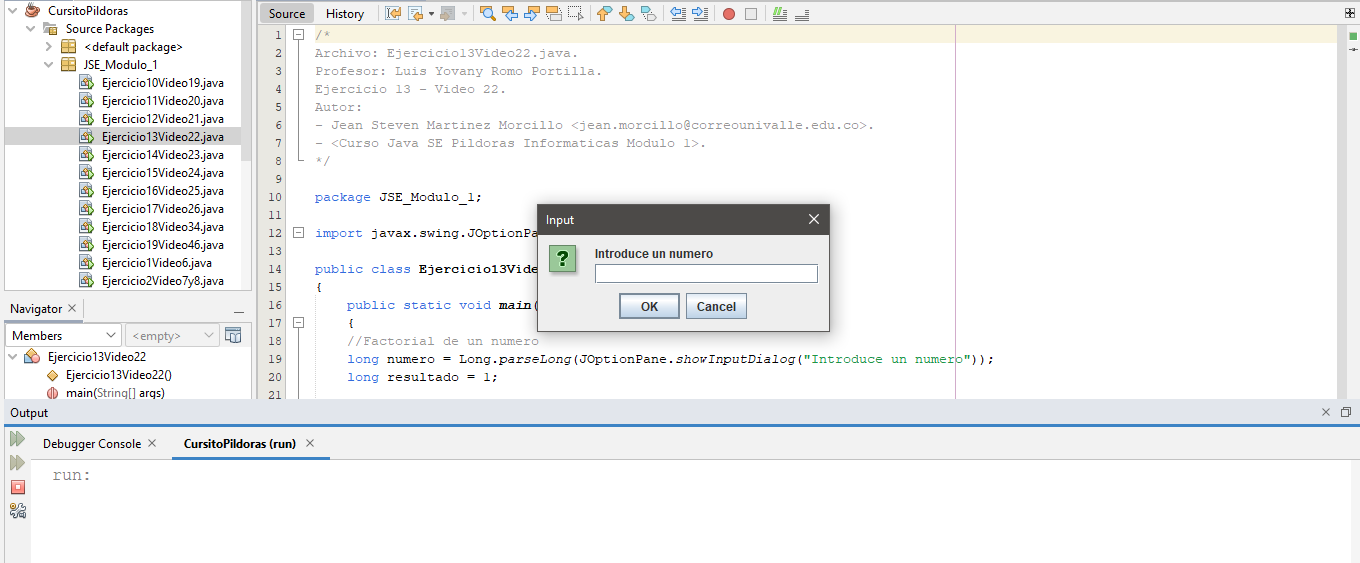 CursitoPildoras
Source Packages
<default package>
JSE_Modulo_1
Ejercicio10Video19.java
Ejercicio11Video20.java
Ejercicio12Video21.java
Ejercicio13Video22.java
Ejercicio14Video23.java
Ejercicio15Video24.java
Ejercicio16Video25.java
Ejercicio17Video26.java
Ejercicio18Video34.java
Ejercicio19Video46.java
Ejercicio1Video6.java
Ejercicio2Video7y8.java
Navigator
Members
<empty>
Ejercicio13Video22
Ejercicio13Video22()
main(String[] args)
Source History
1 /*
2 Archivo: Ejercicio13Video22.java.
3 Profesor: Luis Yovany Romo Portilla.
4 Ejercicio 13 - Video 22.
5 Autor:
6 - Jean Steven Martinez Morcillo <jean.morcillo@correounivalle.edu.co>.
7 - <Curso Java SE Pildoras Informaticas Modulo 1>.
8 */
9
10 package JSE_Modulo_1;
11
12 import javax.swing.JOptionPa
13
14 public class Ejercicio13Vide
15 {
16 public static void main(
17 {
18 //Factorial de un numero
19 long numero = Long.parseLong(JOptionPane.showInputDialog("Introduce un numero"));
20 long resultado = 1;
21
Input
Introduce un numero
?
OK Cancel
Output
Debugger Console CursitoPildoras (run)
run: